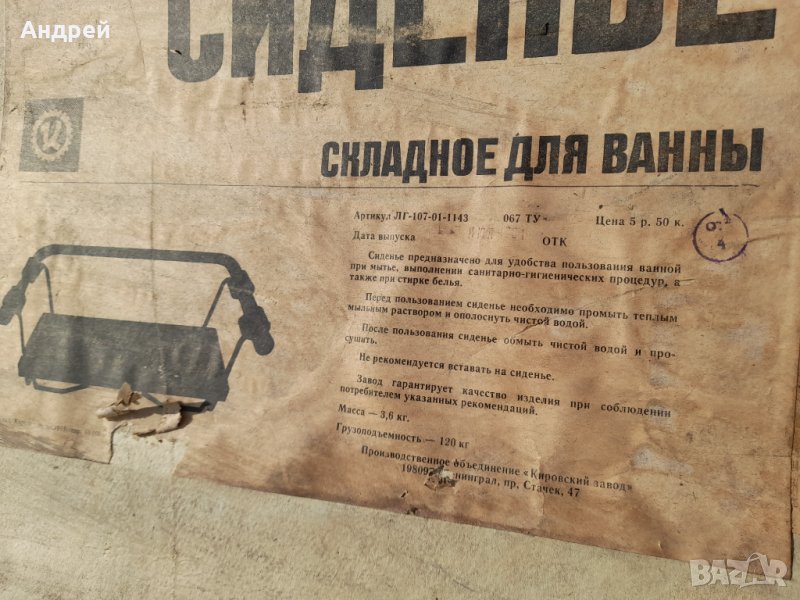 Андрей
СИДЕНЬЕ
СКЛАДНОЕ ДЛЯ ВАННЫ
Артикул ЛГ-107-01-1143 067 ТУ Цена 5 р. 50 к.
Дата выпуска ОТК
4
Сиденье предназначено для удобства пользования ванной
при мытье, выполнении санитарно-гигиенических процедур, а
также при стирке белья.
Перед пользованием сиденье необходимо промыть теплым
мыльным раствором и ополоснуть чистой водой.
После пользования сиденье обмыть чистой водой и про-
сушить.
Не рекомендуется вставать на сиденье.
Завод гарантирует качество изделия при соблюдении
потребителем указанных рекомендаций.
Масса — 3,6 кг.
Грузоподъемность — 120 кг
Производственное объединение «Кировский завод»
пр. Стачек, 47
BAZAR